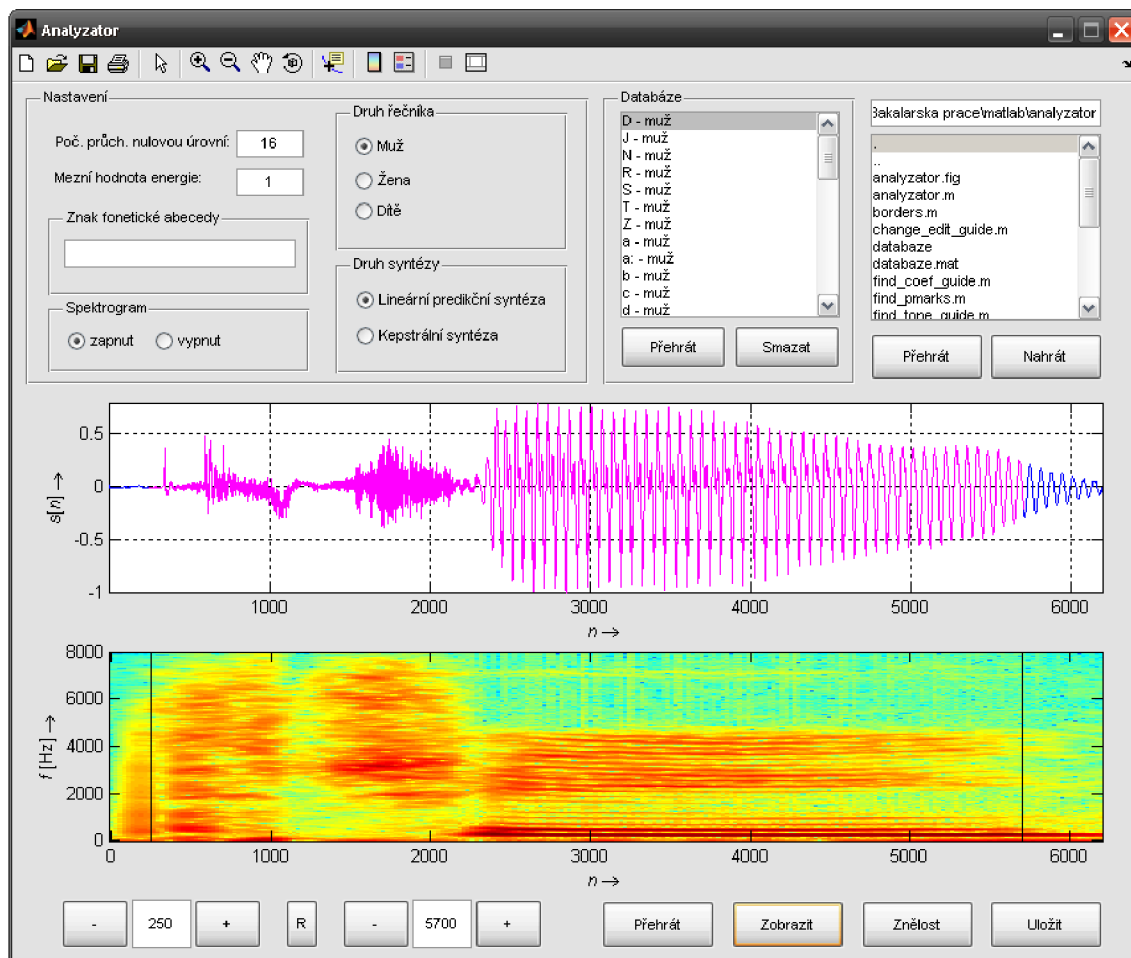 Analyzator
Nastavení
Poč. průch. nulovou úrovní: 16
Mezní hodnota energie: 1
Znak fonetické abecedy
Spektrogram
zapnut vypnut
Druh řečníka
Muž
Žena
Dítě
Druh syntézy
Lineární predikční syntéza
Kepstrální syntéza
Databáze
D - muž
J - muž
N - muž
R - muž
S - muž
T - muž
Z - muž
a - muž
a: - muž
b - muž
c - muž
d - muž
Přehrát Smazat
Bakalarska prace\matlab\analyzator
.
..
analyzator.fig
analyzator.m
borders.m
change_edit_guide.m
databaze
databaze.mat
find_coef_guide.m
find_pmarks.m
find_tone_guide.m
Přehrát Nahrát
s[n] →
0.5
0
-0.5
-1
1000 2000 3000 4000 5000 6000
n →
f [Hz] →
8000
6000
4000
2000
0
0 1000 2000 3000 4000 5000 6000
n →
- 250 + R - 5700 + Přehrát Zobrazit Znělost Uložit